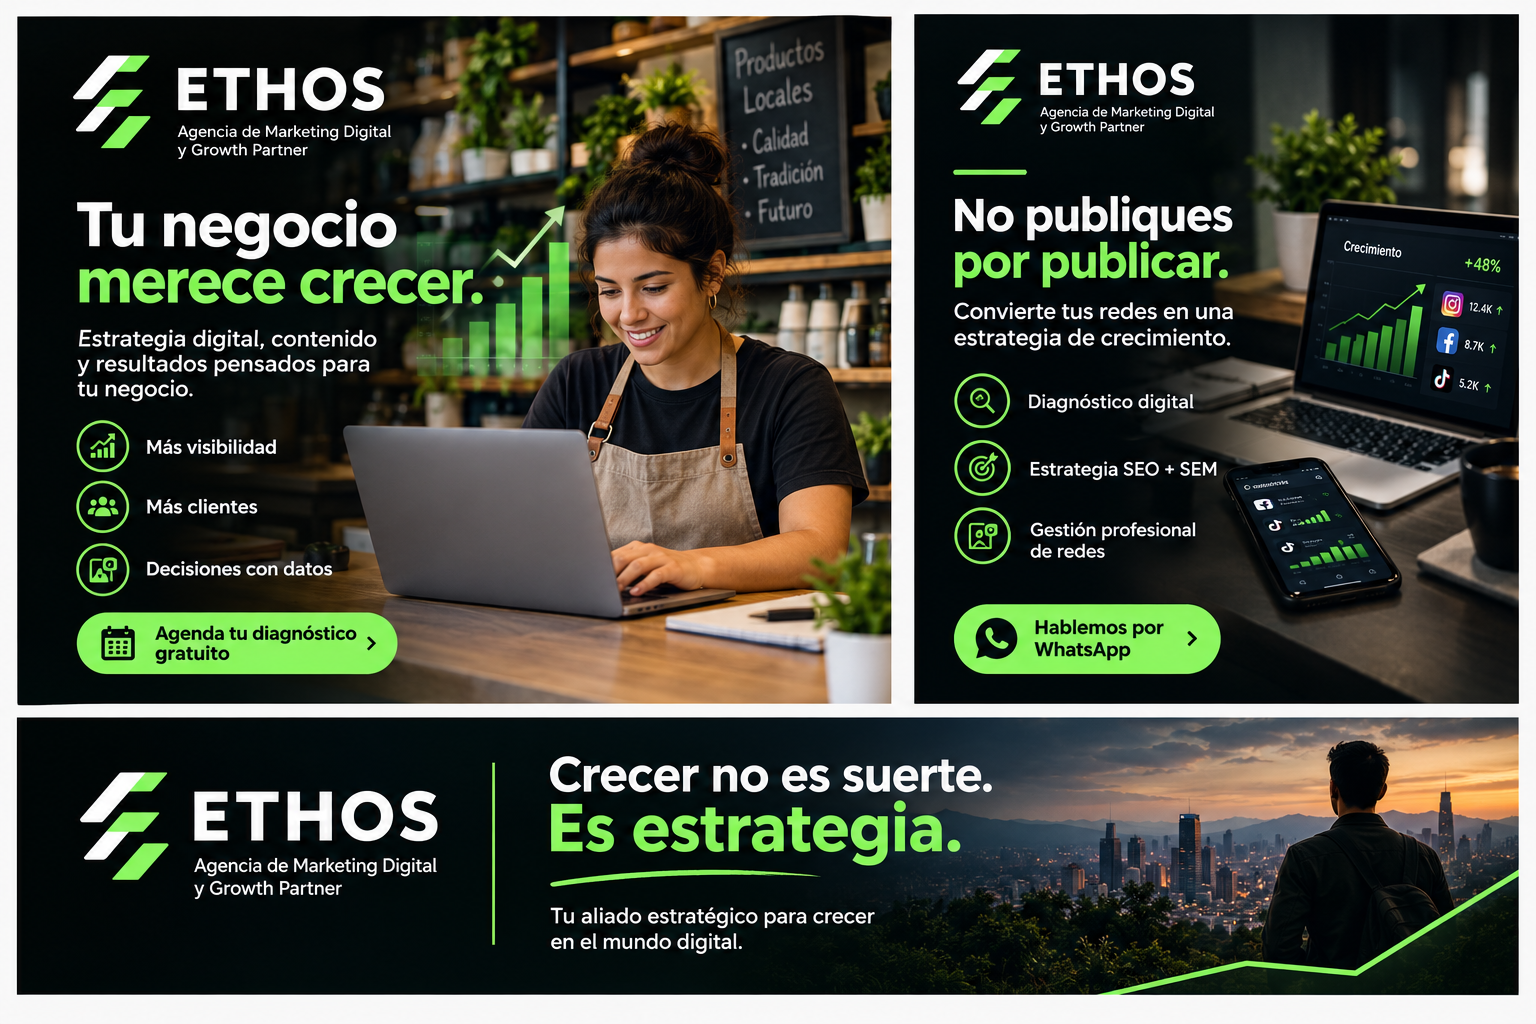 ETHOS
Agencia de Marketing Digital
y Growth Partner
Tu negocio
merece crecer.
Estrategia digital, contenido
y resultados pensados para
tu negocio.
Más visibilidad
Más clientes
Decisiones con datos
Agenda tu diagnóstico
gratuito
Productos
Locales
• Calidad
• Tradición
• Futuro
ETHOS
Agencia de Marketing Digital
y Growth Partner
No publiques
por publicar.
Convierte tus redes en una
estrategia de crecimiento.
Diagnóstico digital
Estrategia SEO + SEM
Gestión profesional
de redes
Hablemos por
WhatsApp
Crecimiento
+48%
12.4K
8.7K
5.2K
ETHOS
Agencia de Marketing Digital
y Growth Partner
Crecer no es suerte.
Es estrategia.
Tu aliado estratégico para crecer
en el mundo digital.